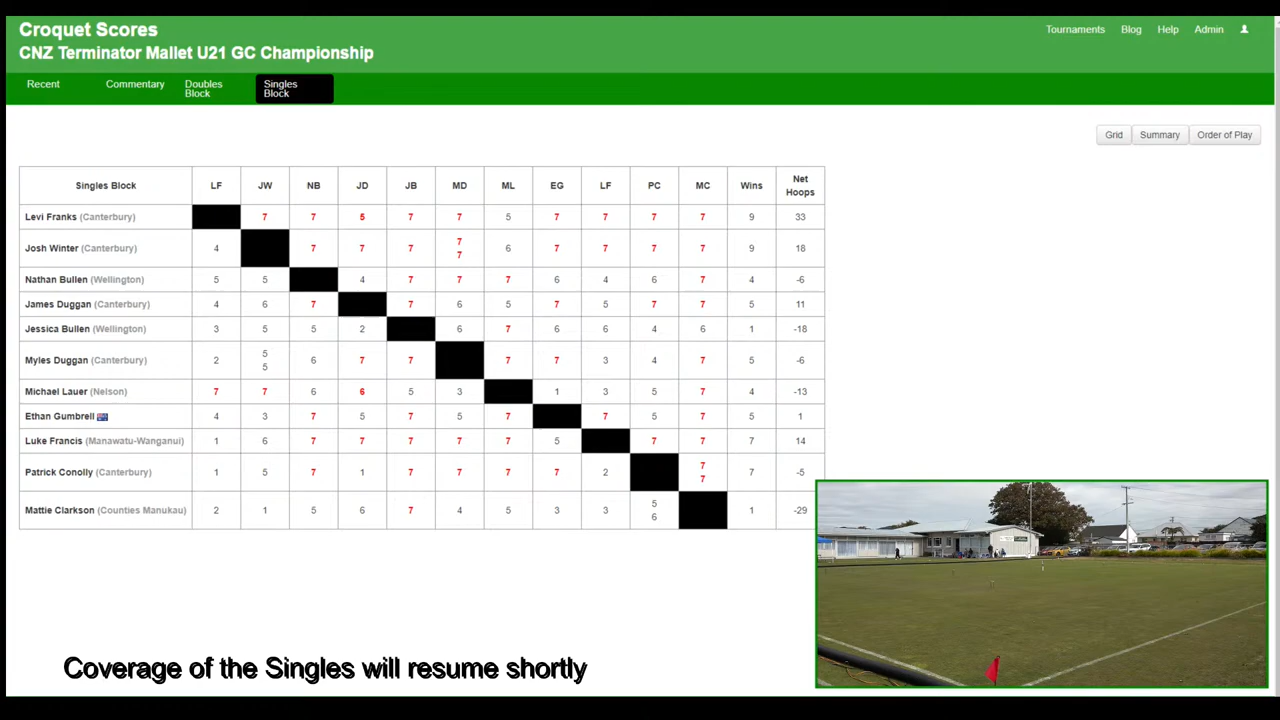 Croquet Scores
Tournaments Blog Help Admin
CNZ Terminator Mallet U21 GC Championship
Recent Commentary Doubles Block Singles Block
Grid Summary Order of Play
Singles Block LF JW NB JD JB MD ML EG LF PC MC Wins Net Hoops
Levi Franks (Canterbury) 7 7 5 7 7 5 7 7 7 7 9 33
Josh Winter (Canterbury) 4 7 7 7 7 7 6 7 7 7 7 9 18
Nathan Bullen (Wellington) 5 5 4 7 7 7 6 4 6 7 4 -6
James Duggan (Canterbury) 4 6 7 7 6 5 7 5 7 7 5 11
Jessica Bullen (Wellington) 3 5 5 2 6 7 6 6 4 6 1 -18
Myles Duggan (Canterbury) 2 5 5 6 7 7 7 7 3 4 7 5 -6
Michael Lauer (Nelson) 7 7 6 6 5 3 1 3 5 7 4 -13
Ethan Gumbrell 4 3 7 5 7 5 7 7 5 7 5 1
Luke Francis (Manawatu-Wanganui) 1 6 7 7 7 7 7 5 7 7 7 14
Patrick Conolly (Canterbury) 1 5 7 1 7 7 7 7 2 7 7 7 -5
Mattie Clarkson (Counties Manukau) 2 1 5 6 7 4 5 3 3 5 6 1 -29
Coverage of the Singles will resume shortly